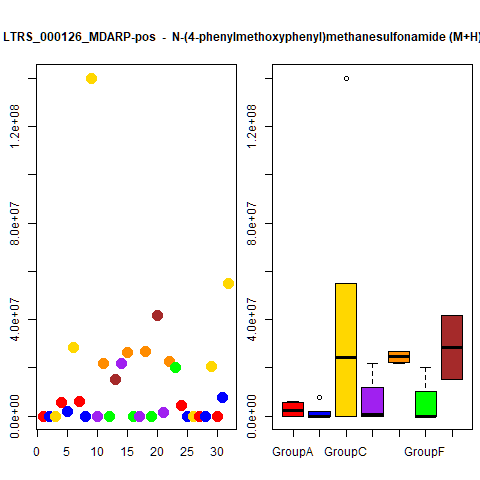 LTRS_000126_MDARP-pos - N-(4-phenylmethoxyphenyl)methanesulfonamide (M+H)
0.0e+00 4.0e+07 8.0e+07 1.2e+08
0 5 10 15 20 25 30
0.0e+00 4.0e+07 8.0e+07 1.2e+08
GroupA GroupC GroupF